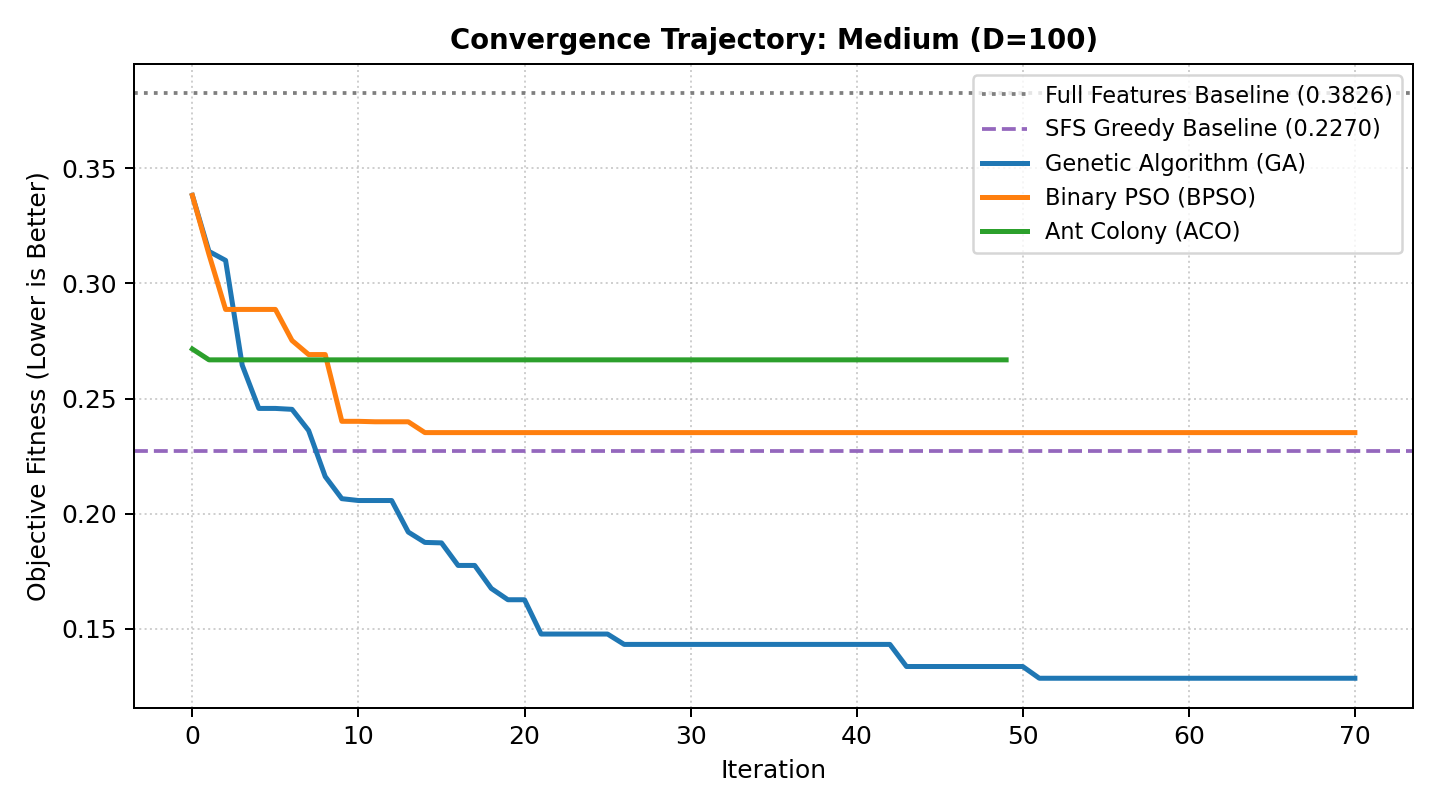 Convergence Trajectory: Medium (D=100)
Full Features Baseline (0.3826)
SFS Greedy Baseline (0.2270)
Genetic Algorithm (GA)
Binary PSO (BPSO)
Ant Colony (ACO)
Objective Fitness (Lower is Better)
0.35
0.30
0.25
0.20
0.15
0 10 20 30 40 50 60 70
Iteration